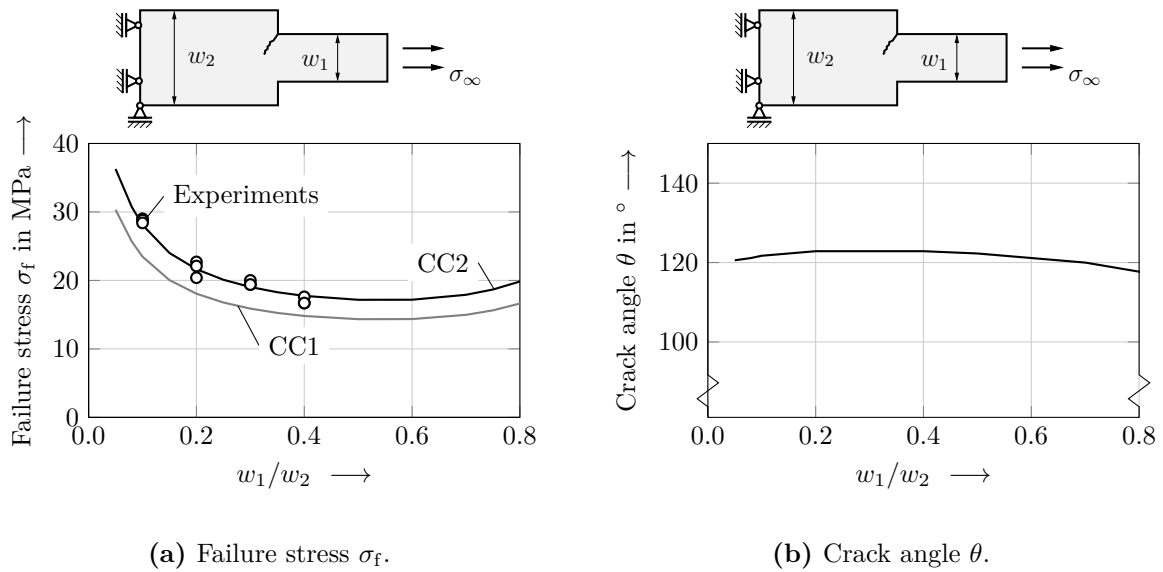 w₂
w₁
σ∞
Failure stress σf in MPa ⟶
40
30
20
10
0
0.0
0.2
0.4
0.6
0.8
Experiments
CC2
CC1
w₁/w₂ ⟶
(a) Failure stress σf.
w₂
w₁
σ∞
Crack angle θ in ° ⟶
140
120
100
0.0
0.2
0.4
0.6
0.8
w₁/w₂ ⟶
(b) Crack angle θ.